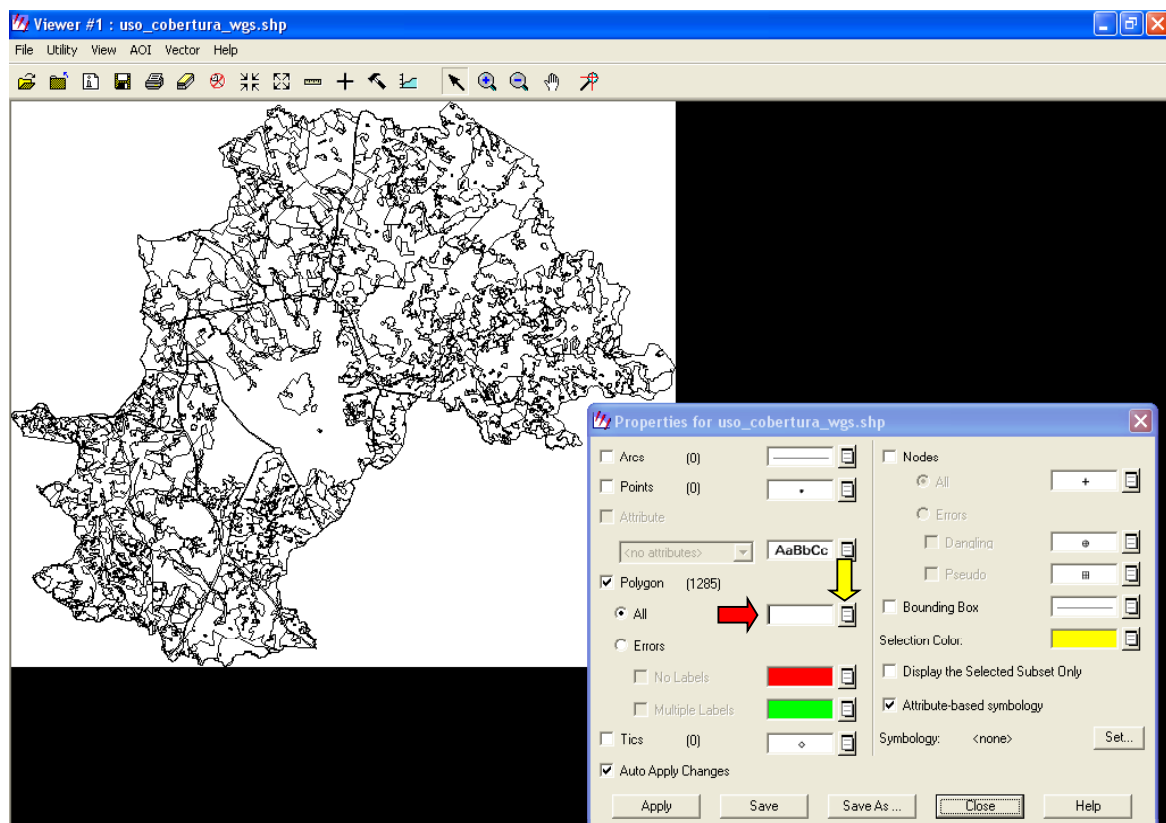 Viewer #1 : uso_cobertura_wgs.shp
File Utility View AOI Vector Help
Properties for uso_cobertura_wgs.shp
Arcs (0)
Points (0)
Attribute
<no attributes> AaBbCc
Polygon (1285)
All
Errors
No Labels
Multiple Labels
Tics (0)
Auto Apply Changes
Nodes
All
Errors
Dangling
Pseudo
Bounding Box
Selection Color:
Display the Selected Subset Only
Attribute-based symbology
Symbology: <none> Set...
Apply Save Save As ... Close Help